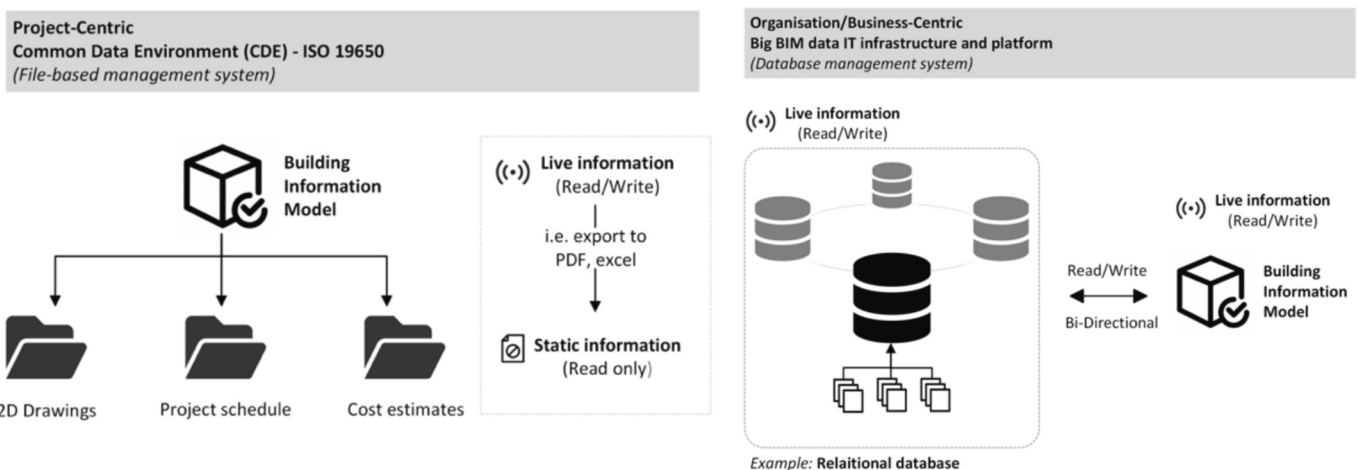 Project-Centric
Common Data Environment (CDE) - ISO 19650
(File-based management system)
Building
Information
Model
2D Drawings
Project schedule
Cost estimates
Live information
(Read/Write)
i.e. export to
PDF, excel
Static information
(Read only)
Organisation/Business-Centric
Big BIM data IT infrastructure and platform
(Database management system)
Live information
(Read/Write)
Read/Write
Bi-Directional
Live information
(Read/Write)
Building
Information
Model
Example: Relaitional database